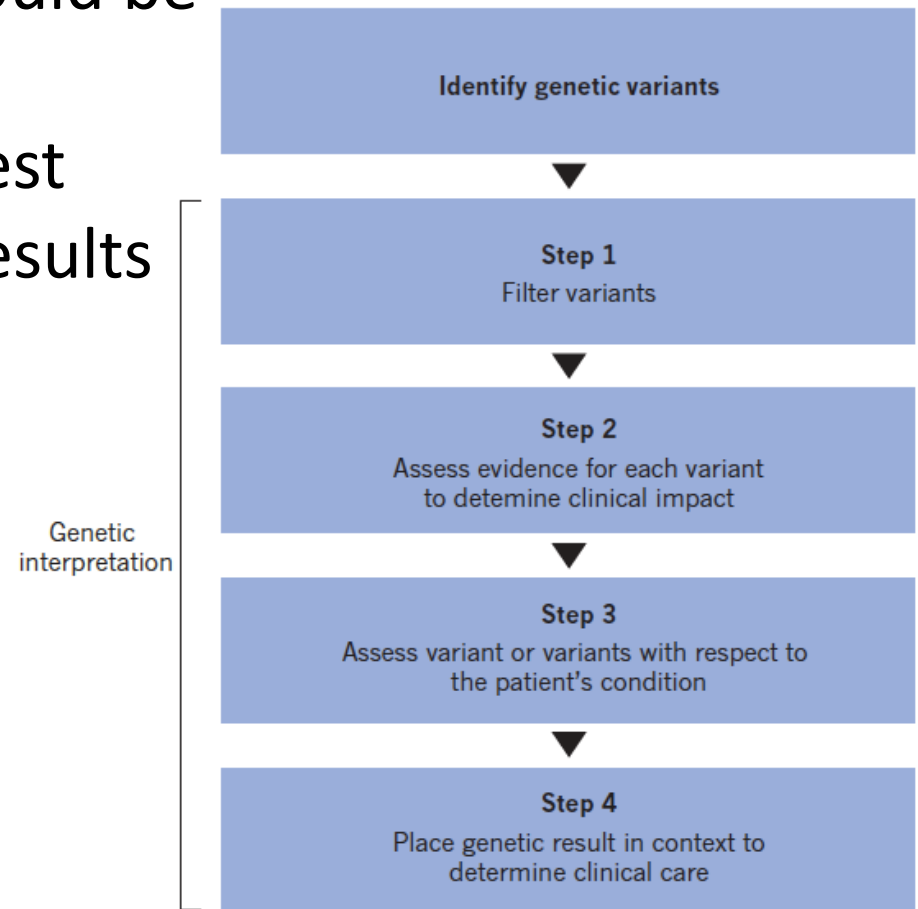 Identify genetic variants
Step 1
Filter variants
Step 2
Assess evidence for each variant
to detemine clinical impact
Genetic
interpretation
Step 3
Assess variant or variants with respect to
the patient’s condition
Step 4
Place genetic result in context to
determine clinical care
be
esults